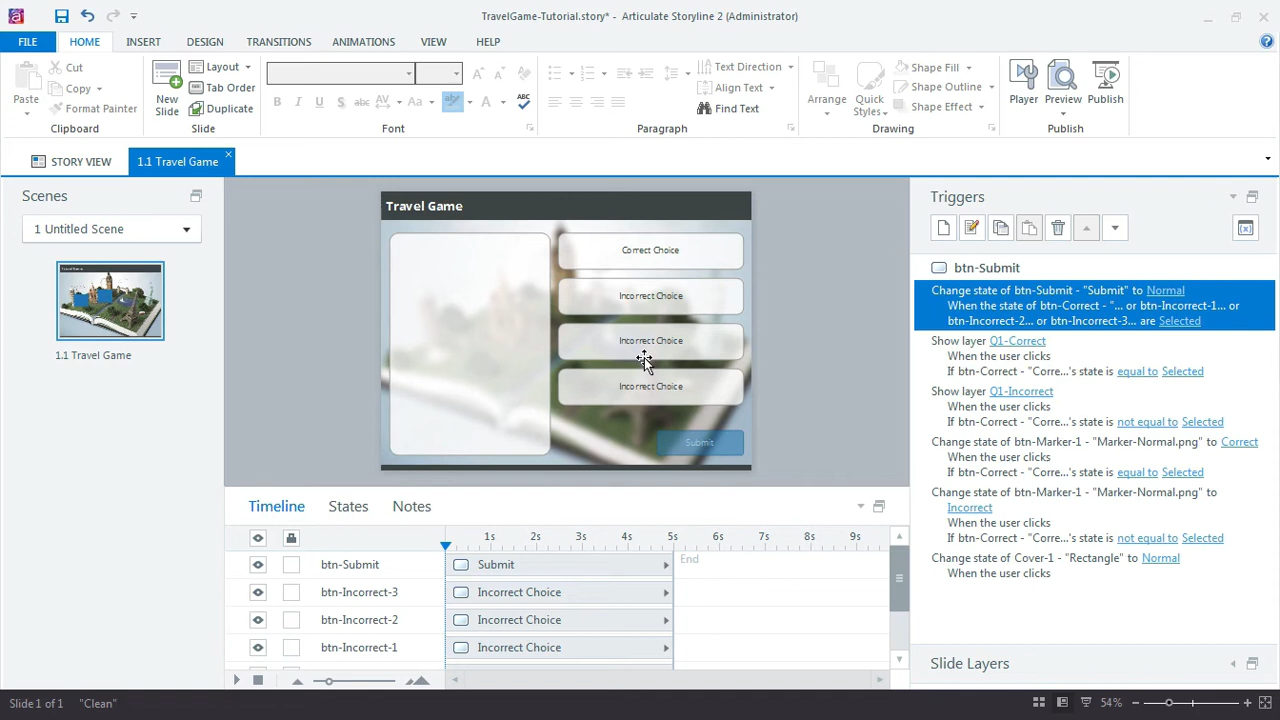 TravelGame-Tutorial.story* - Articulate Storyline 2 (Administrator)
FILE
HOME
INSERT
DESIGN
TRANSITIONS
ANIMATIONS
VIEW
HELP
Paste
Cut
Copy
Format Painter
Clipboard
New
Slide
Layout
Tab Order
Duplicate
Slide
B I U S abc AV Aa A ABC
Font
Text Direction
Align Text
Find Text
Paragraph
Arrange
Quick
Styles
Shape Fill
Shape Outline
Shape Effect
Drawing
Player
Preview
Publish
Publish
STORY VIEW
1.1 Travel Game
Scenes
1 Untitled Scene
1.1 Travel Game
Travel Game
Correct Choice
Incorrect Choice
Incorrect Choice
Incorrect Choice
Submit
Triggers
btn-Submit
Change state of btn-Submit - "Submit" to Normal
When the state of btn-Correct - "... or btn-Incorrect-1... or
btn-Incorrect-2... or btn-Incorrect-3... are Selected
Show layer Q1-Correct
When the user clicks
If btn-Correct - "Corre...'s state is equal to Selected
Show layer Q1-Incorrect
When the user clicks
If btn-Correct - "Corre...'s state is not equal to Selected
Change state of btn-Marker-1 - "Marker-Normal.png" to Correct
When the user clicks
If btn-Correct - "Corre...'s state is equal to Selected
Change state of btn-Marker-1 - "Marker-Normal.png" to
Incorrect
When the user clicks
If btn-Correct - "Corre...'s state is not equal to Selected
Change state of Cover-1 - "Rectangle" to Normal
When the user clicks
Slide Layers
Timeline
States
Notes
1s 2s 3s 4s 5s 6s 7s 8s 9s
End
btn-Submit Submit
btn-Incorrect-3 Incorrect Choice
btn-Incorrect-2 Incorrect Choice
btn-Incorrect-1 Incorrect Choice
Slide 1 of 1 "Clean"
54%